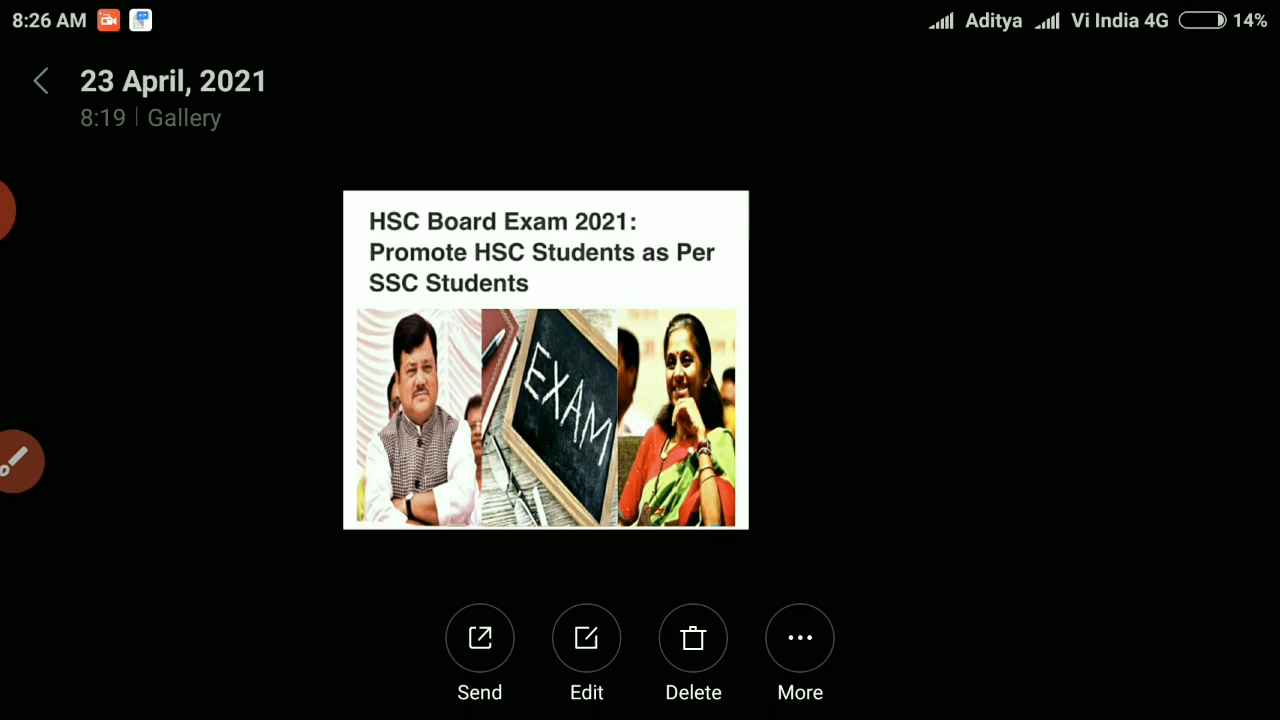 8:26 AM Aditya Vi India 4G 14%
23 April, 2021
8:19 | Gallery
HSC Board Exam 2021:
Promote HSC Students as Per
SSC Students
EXAM
Send Edit Delete More